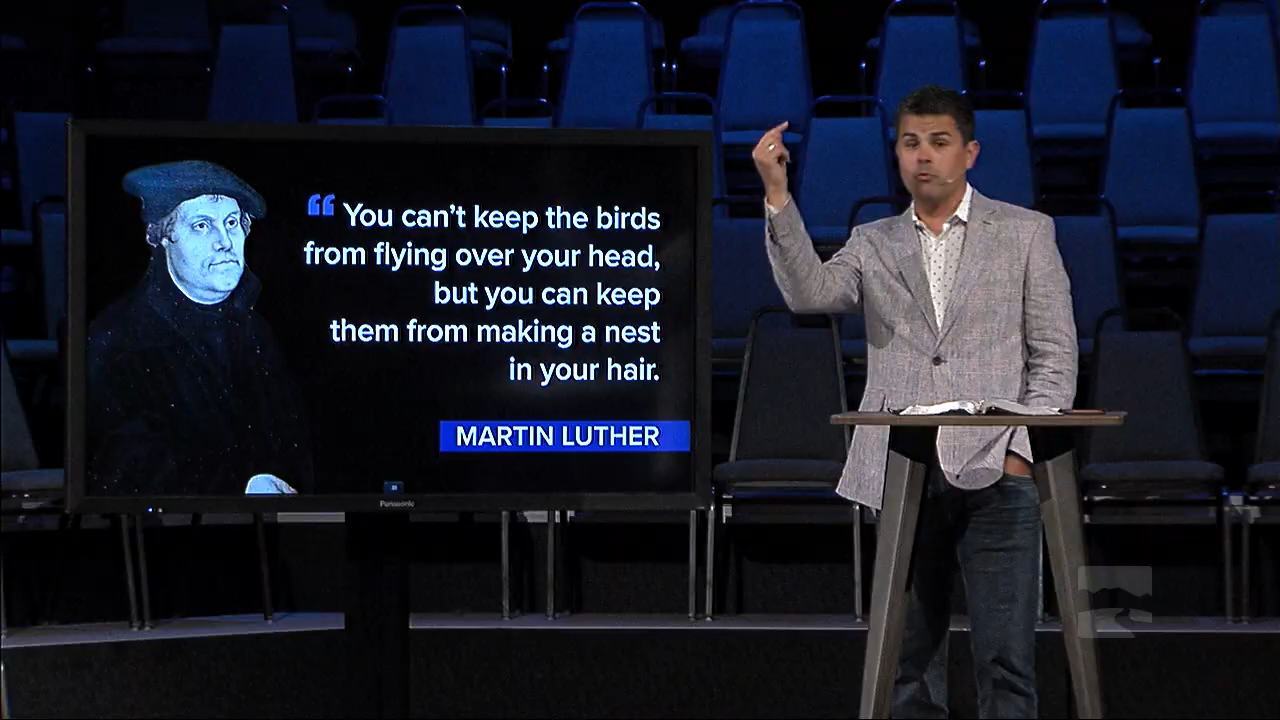 “ You can’t keep the birds
from flying over your head,
but you can keep
them from making a nest
in your hair.
MARTIN LUTHER
Panasonic